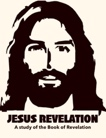 JESUS REVELATION
A study of the Book of Revelation